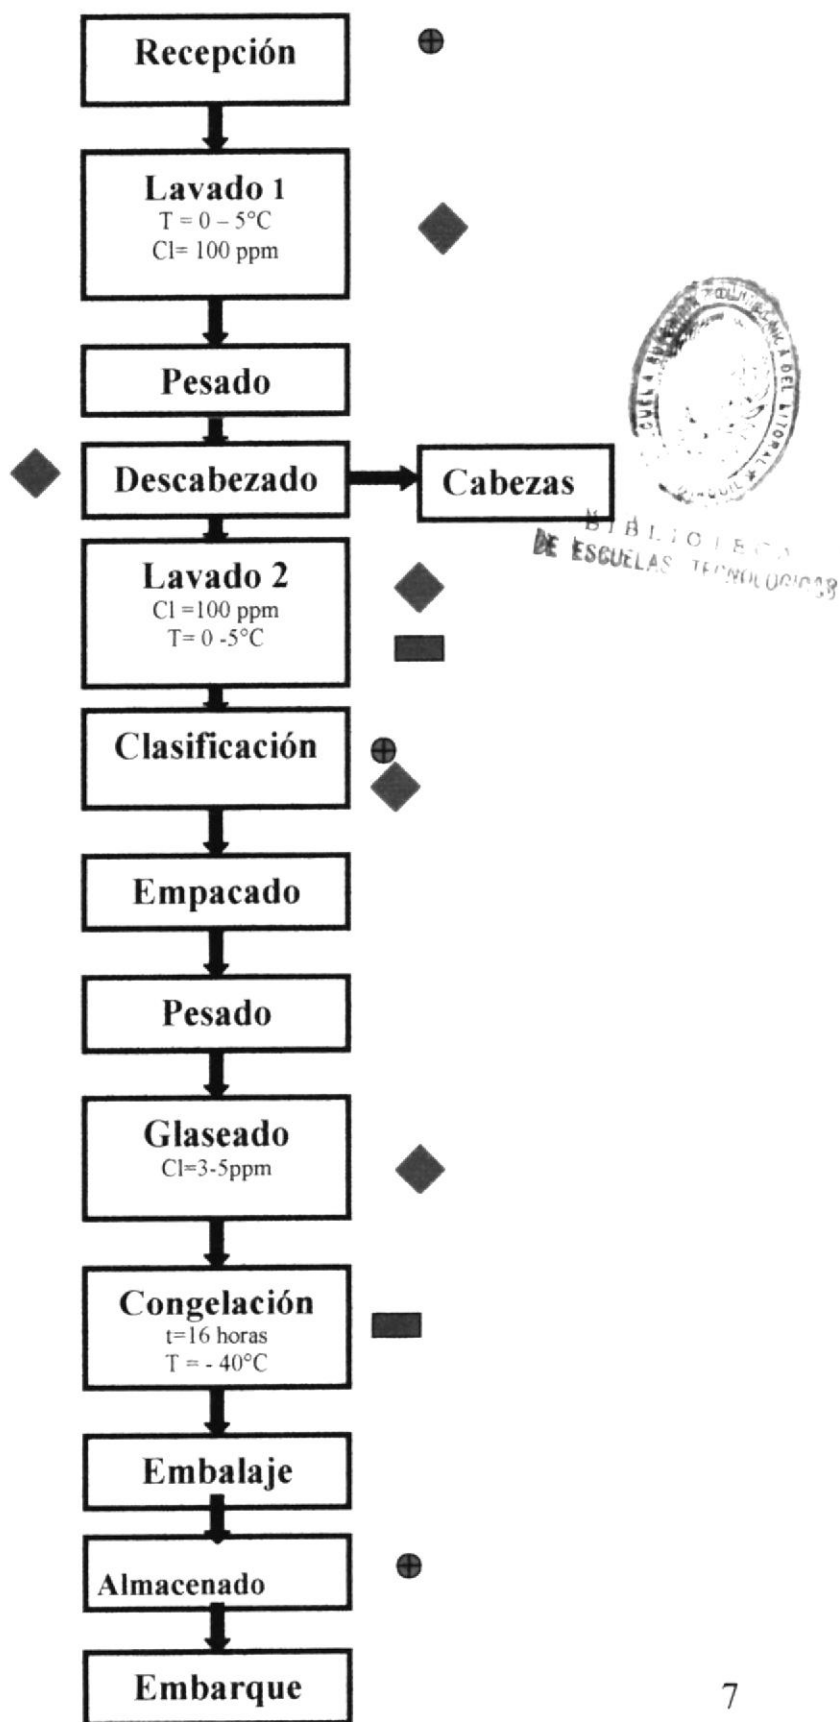 Recepción
Lavado 1
T = 0 – 5°C
Cl= 100 ppm
Pesado
Descabezado
Cabezas
BIBLIOTECA
DE ESCUELAS TECNOLOGICAS
Lavado 2
Cl =100 ppm
T= 0 -5°C
Clasificación
Empacado
Pesado
Glaseado
Cl=3-5ppm
Congelación
t=16 horas
T = - 40°C
Embalaje
Almacenado
Embarque
7